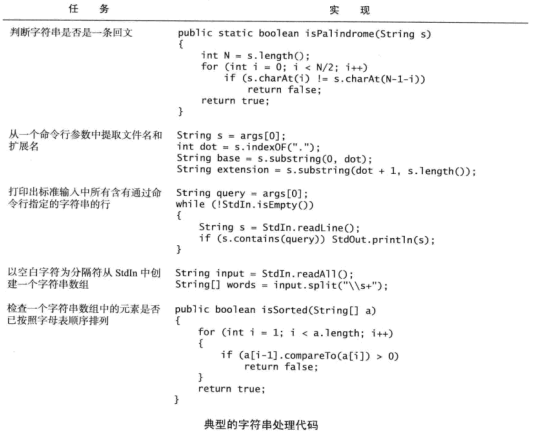 任 务 实 现
判断字符串是否是一条回文
public static boolean isPalindrome(String s)
{
    int N = s.length();
    for (int i = 0; i < N/2; i++)
        if (s.charAt(i) != s.charAt(N-1-i))
            return false;
    return true;
}
从一个命令行参数中提取文件名和
扩展名
String s = args[0];
int dot = s.indexOF(".");
String base = s.substring(0, dot);
String extension = s.substring(dot + 1, s.length());
打印出标准输入中所有含有通过命
令行指定的字符串的行
String query = args[0];
while (!StdIn.isEmpty())
{
    String s = StdIn.readLine();
    if (s.contains(query)) StdOut.println(s);
}
以空白字符为分隔符从 StdIn 中创
建一个字符串数组
String input = StdIn.readAll();
String[] words = input.split("\\s+");
检查一个字符串数组中的元素是否
已按照字母表顺序排列
public boolean isSorted(String[] a)
{
    for (int i = 1; i < a.length; i++)
    {
        if (a[i-1].compareTo(a[i]) > 0)
            return false;
    }
    return true;
}
典型的字符串处理代码